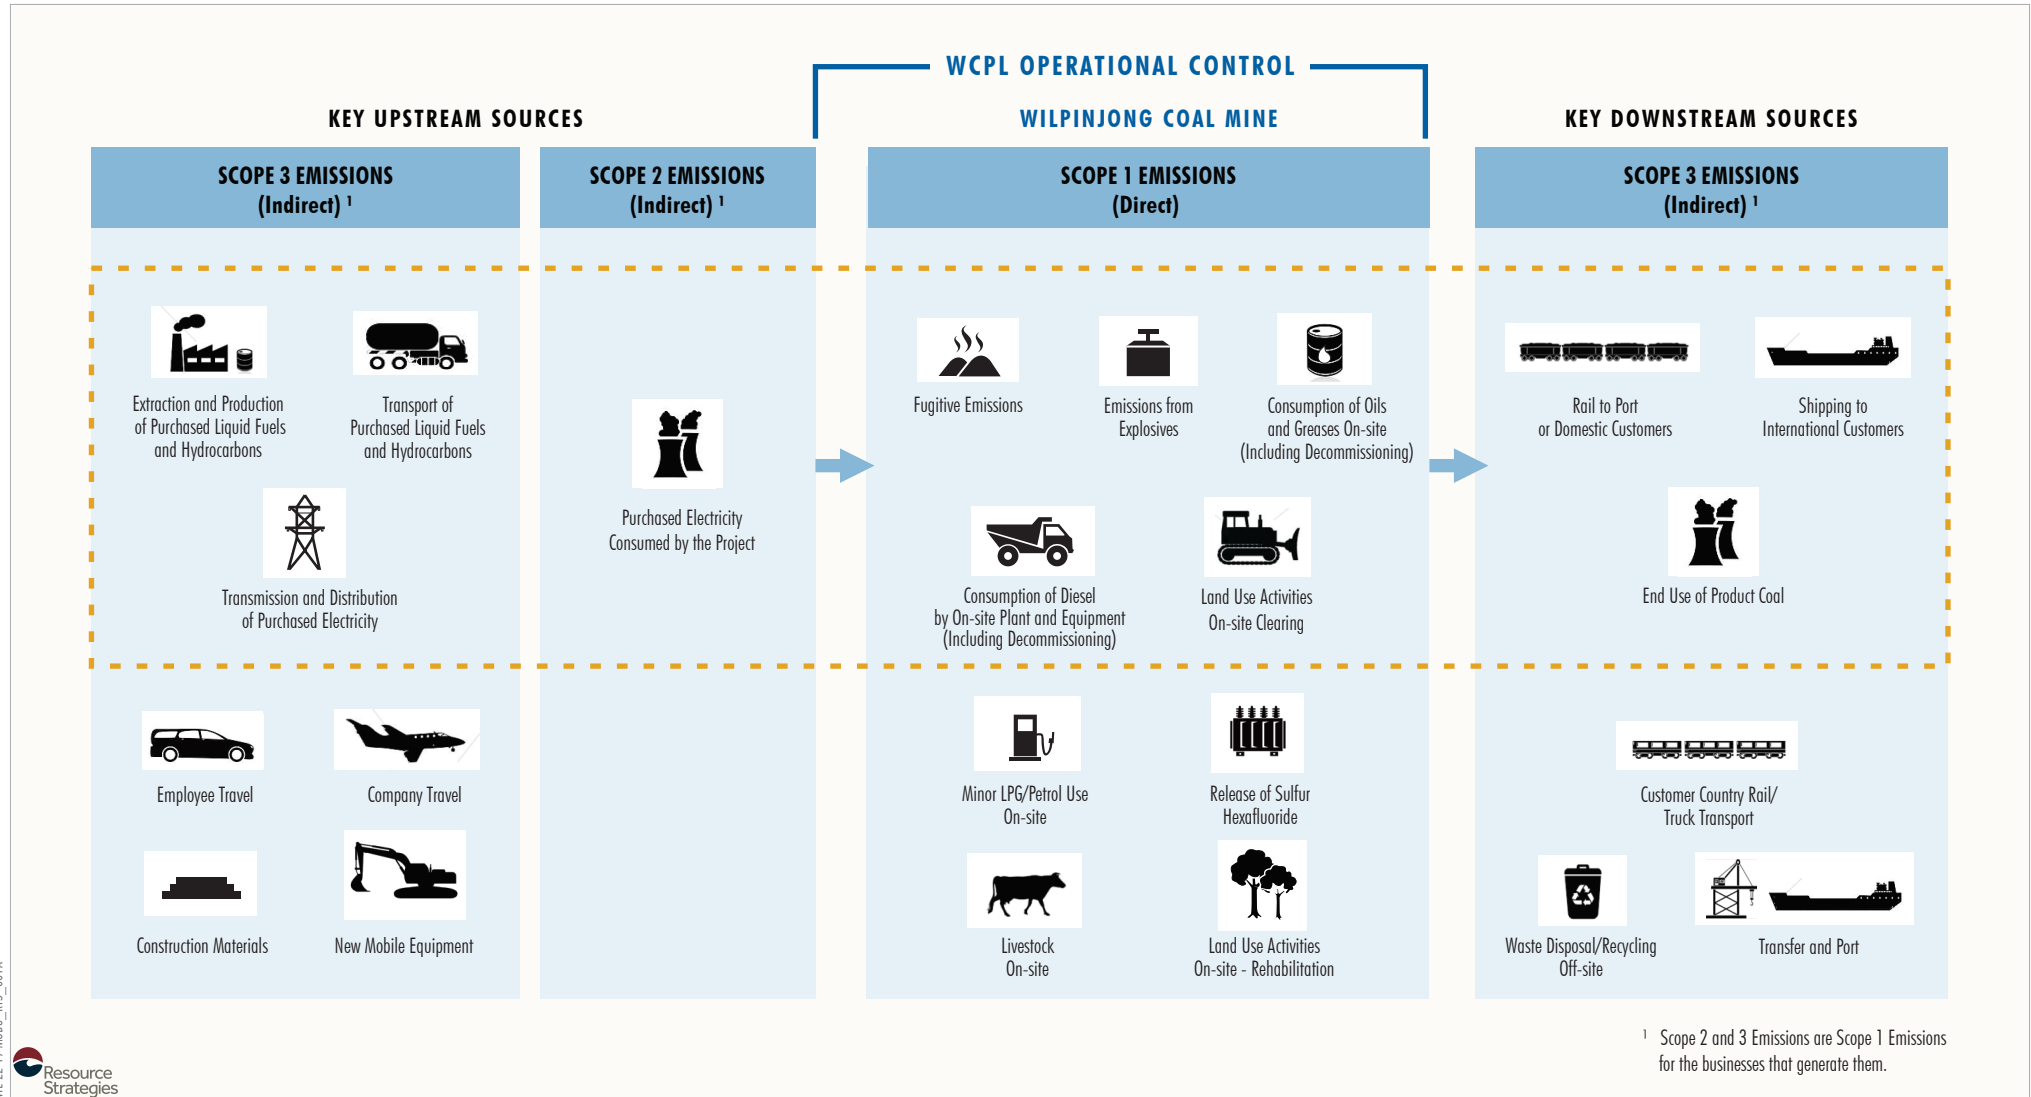 WCPL OPERATIONAL CONTROL
KEY UPSTREAM SOURCES
WILPINJONG COAL MINE
KEY DOWNSTREAM SOURCES
SCOPE 3 EMISSIONS
(Indirect) 1
SCOPE 2 EMISSIONS
(Indirect) 1
SCOPE 1 EMISSIONS
(Direct)
SCOPE 3 EMISSIONS
(Indirect) 1
Extraction and Production
of Purchased Liquid Fuels
and Hydrocarbons
Transport of
Purchased Liquid Fuels
and Hydrocarbons
Transmission and Distribution
of Purchased Electricity
Purchased Electricity
Consumed by the Project
Fugitive Emissions
Emissions from
Explosives
Consumption of Oils
and Greases On-site
(Including Decommissioning)
Consumption of Diesel
by On-site Plant and Equipment
(Including Decommissioning)
Land Use Activities
On-site Clearing
Rail to Port
or Domestic Customers
Shipping to
International Customers
End Use of Product Coal
Employee Travel
Company Travel
Construction Materials
New Mobile Equipment
Minor LPG/Petrol Use
On-site
Release of Sulfur
Hexafluoride
Livestock
On-site
Land Use Activities
On-site - Rehabilitation
Customer Country Rail/
Truck Transport
Waste Disposal/Recycling
Off-site
Transfer and Port
1 Scope 2 and 3 Emissions are Scope 1 Emissions
for the businesses that generate them.
Resource
Strategies